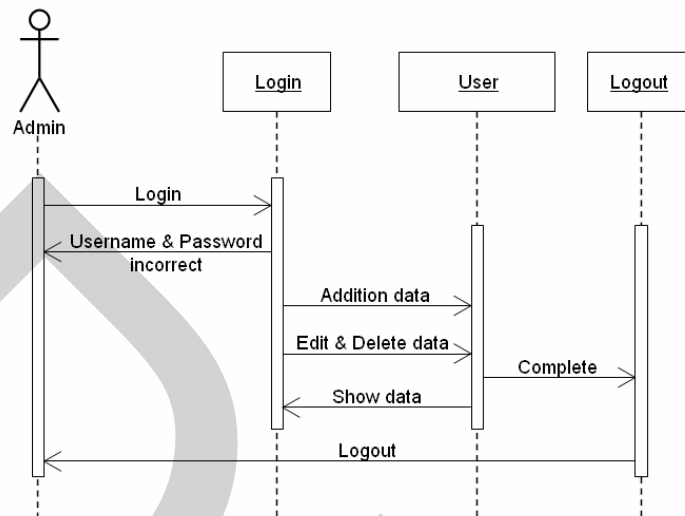 Login
User
Logout
Admin
Login
Username & Password
incorrect
Addition data
Edit & Delete data
Complete
Show data
Logout